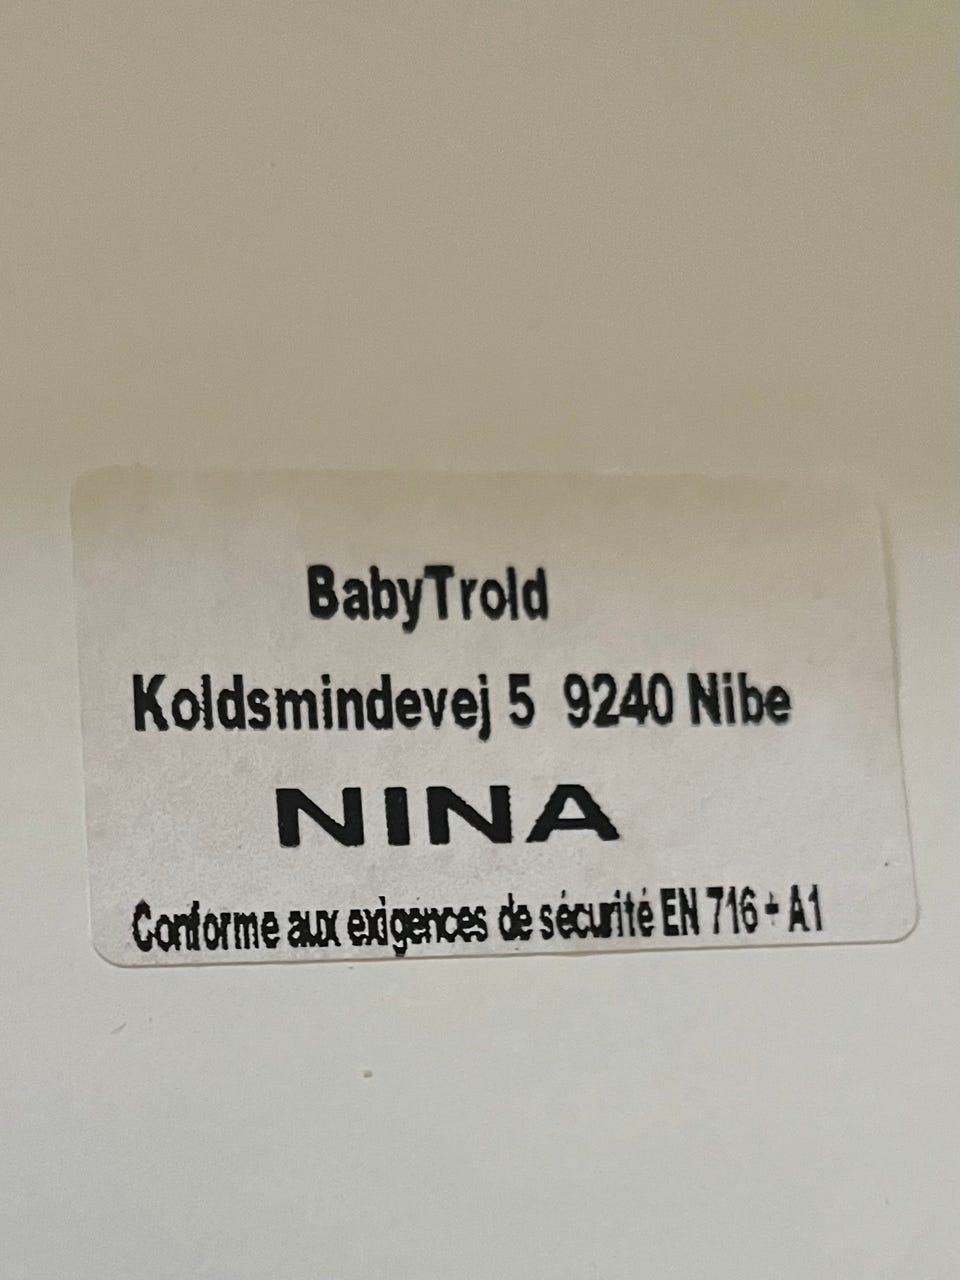 BabyTrold
Koldsmindevej 5 9240 Nibe
NINA
Conforme aux exigences de sécurité EN 716 + A1